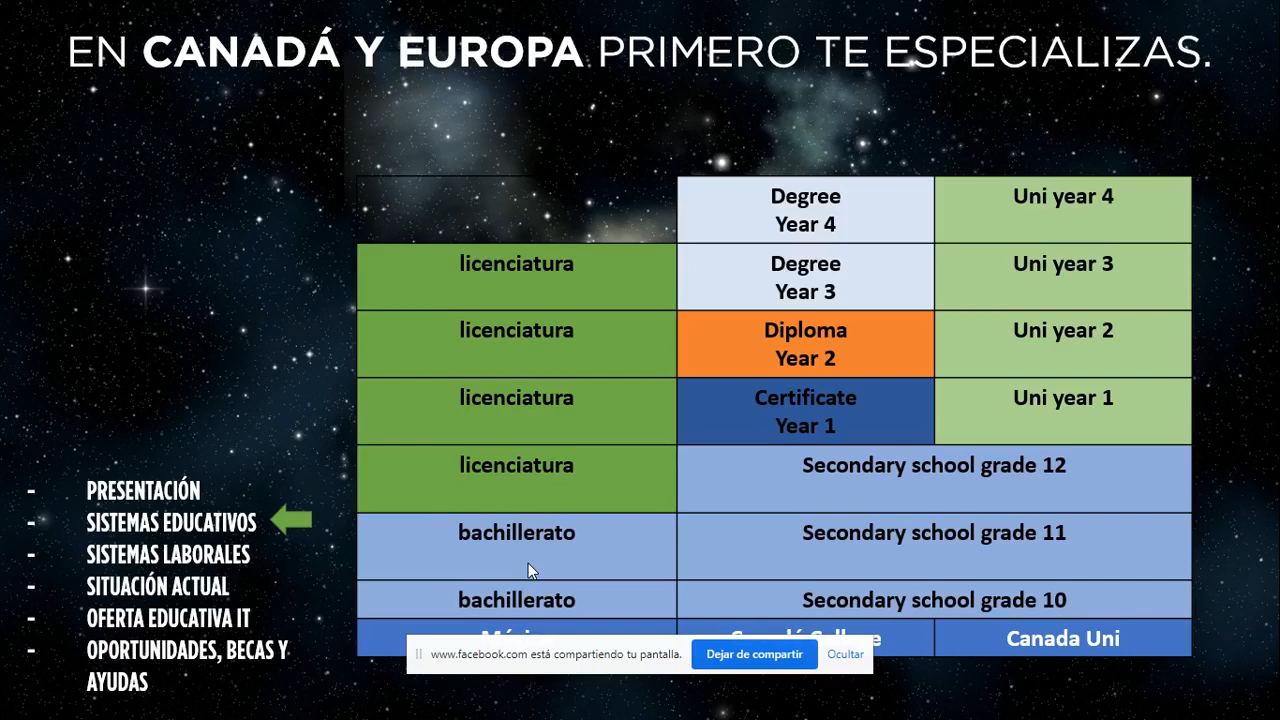 EN CANADÁ Y EUROPA PRIMERO TE ESPECIALIZAS.
Degree
Year 4
Uni year 4
licenciatura
Degree
Year 3
Uni year 3
licenciatura
Diploma
Year 2
Uni year 2
licenciatura
Certificate
Year 1
Uni year 1
licenciatura
Secondary school grade 12
bachillerato
Secondary school grade 11
bachillerato
Secondary school grade 10
Canada Uni
- PRESENTACIÓN
- SISTEMAS EDUCATIVOS
- SISTEMAS LABORALES
- SITUACIÓN ACTUAL
- OFERTA EDUCATIVA IT
- OPORTUNIDADES, BECAS Y
AYUDAS
www.facebook.com está compartiendo tu pantalla.
Dejar de compartir
Ocultar